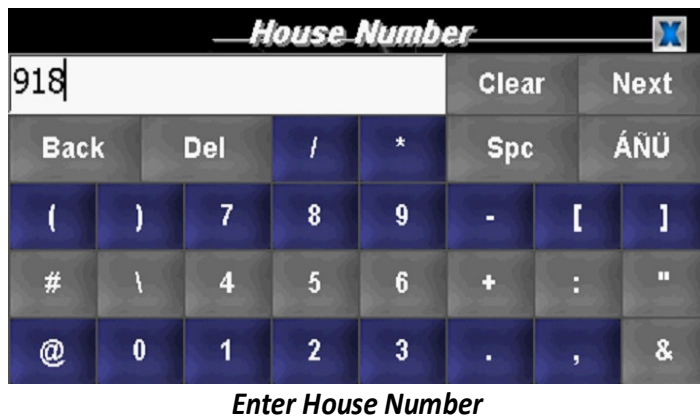 House Number X
918 Clear Next
Back Del / * Spc ÁÑÜ
( ) 7 8 9 - [ ]
# \ 4 5 6 + : "
@ 0 1 2 3 . , &
Enter House Number